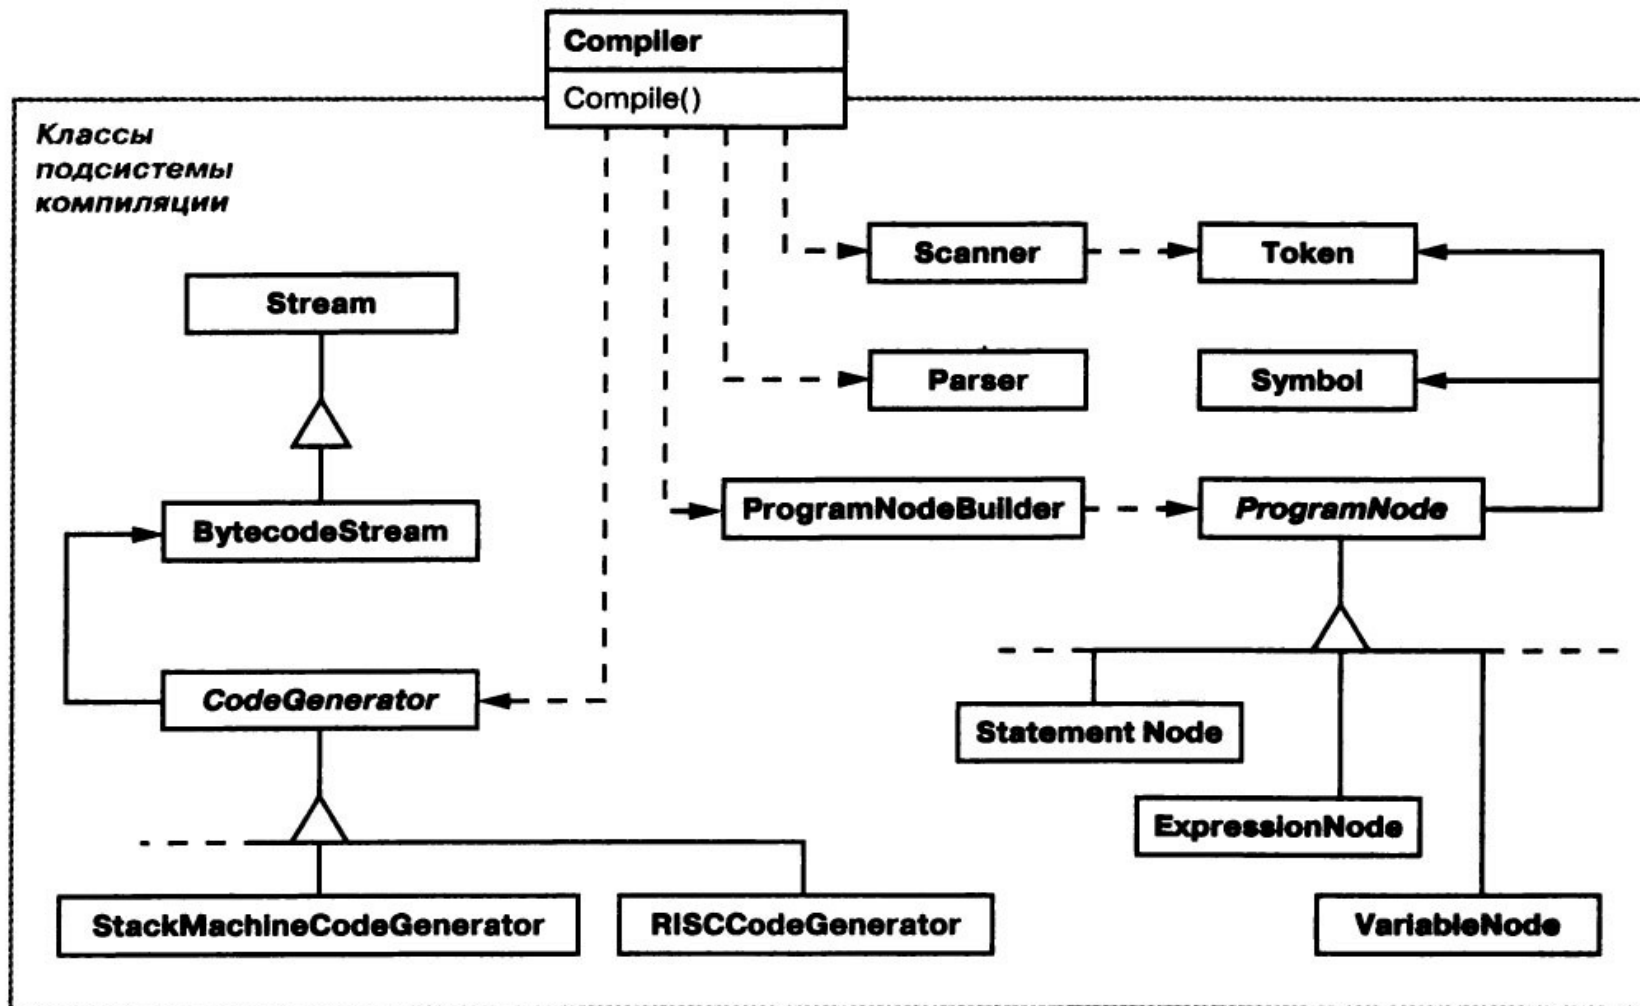 Compiler
Compile()
Классы
подсистемы
компиляции
Scanner
Token
Stream
Parser
Symbol
ProgramNodeBuilder
ProgramNode
BytecodeStream
CodeGenerator
Statement Node
ExpressionNode
StackMachineCodeGenerator
RISCCodeGenerator
VariableNode